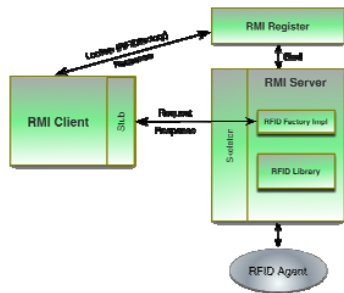 RMI Register
Lookup (RFIDfactory)
Response
Bind
RMI Server
RMI Client
Stub
Request
Response
Skeleton
RFID Factory Impl
RFID Library
RFID Agent